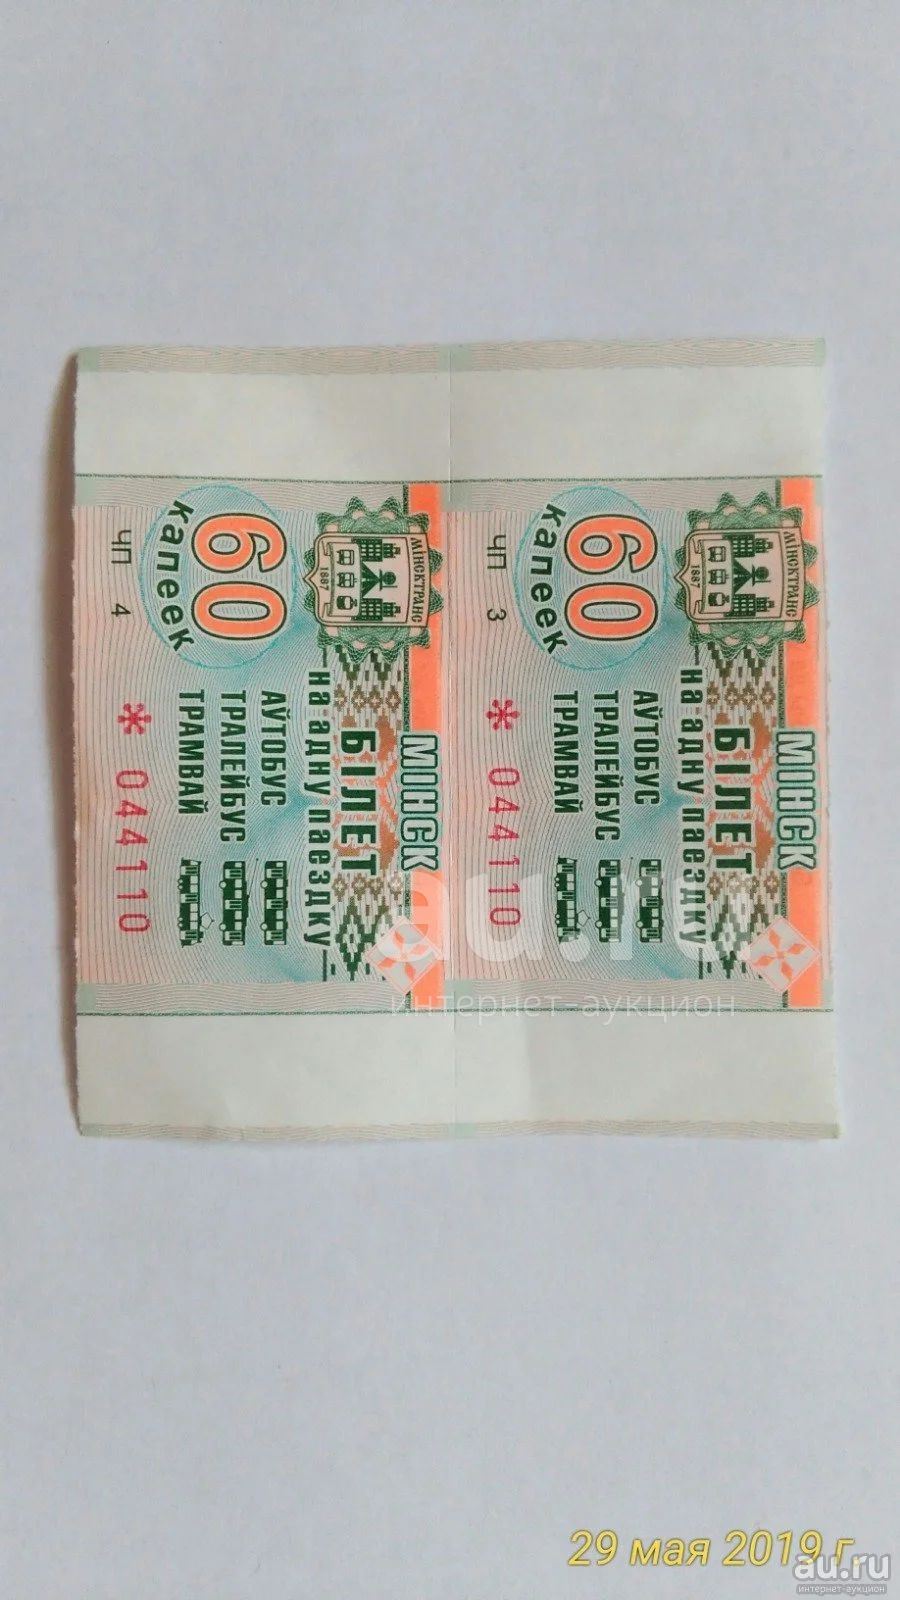 МІНСК
МІНСКТРАНС
1887
БІЛЕТ
на адну паездку
60
капеек
АЎТОБУС
ТРАЛЕЙБУС
ТРАМВАЙ
ЧП 4
* 044110
МІНСК
МІНСКТРАНС
1887
БІЛЕТ
на адну паездку
60
капеек
АЎТОБУС
ТРАЛЕЙБУС
ТРАМВАЙ
ЧП 3
* 044110
au.ru
интернет-аукцион
29 мая 2019 г.
au.ru
интернет-аукцион